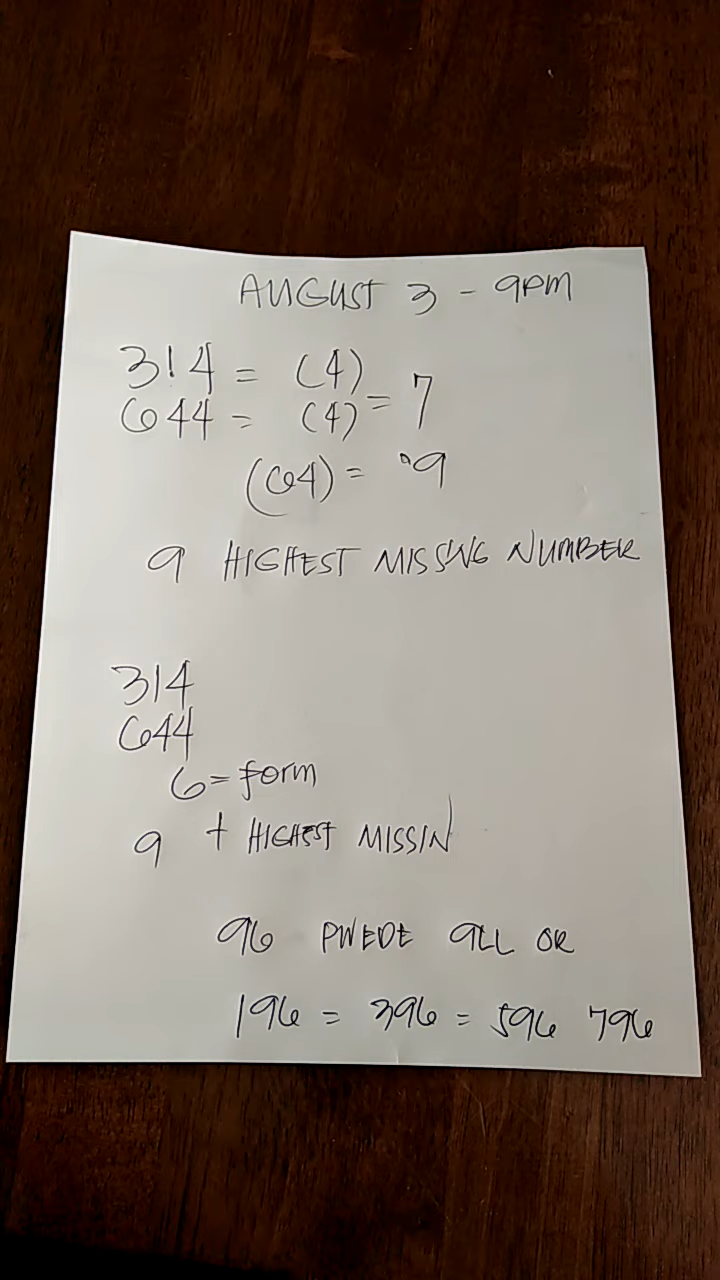 AUGUST 3 - 9PM
314 = (4)
644 = (4) = 7
(64) = 9
9 HIGHEST MISSING NUMBER
314
644
6 = form
9 + HIGHEST MISSIN
96 PWEDE ALL OR
196 = 396 = 596 796